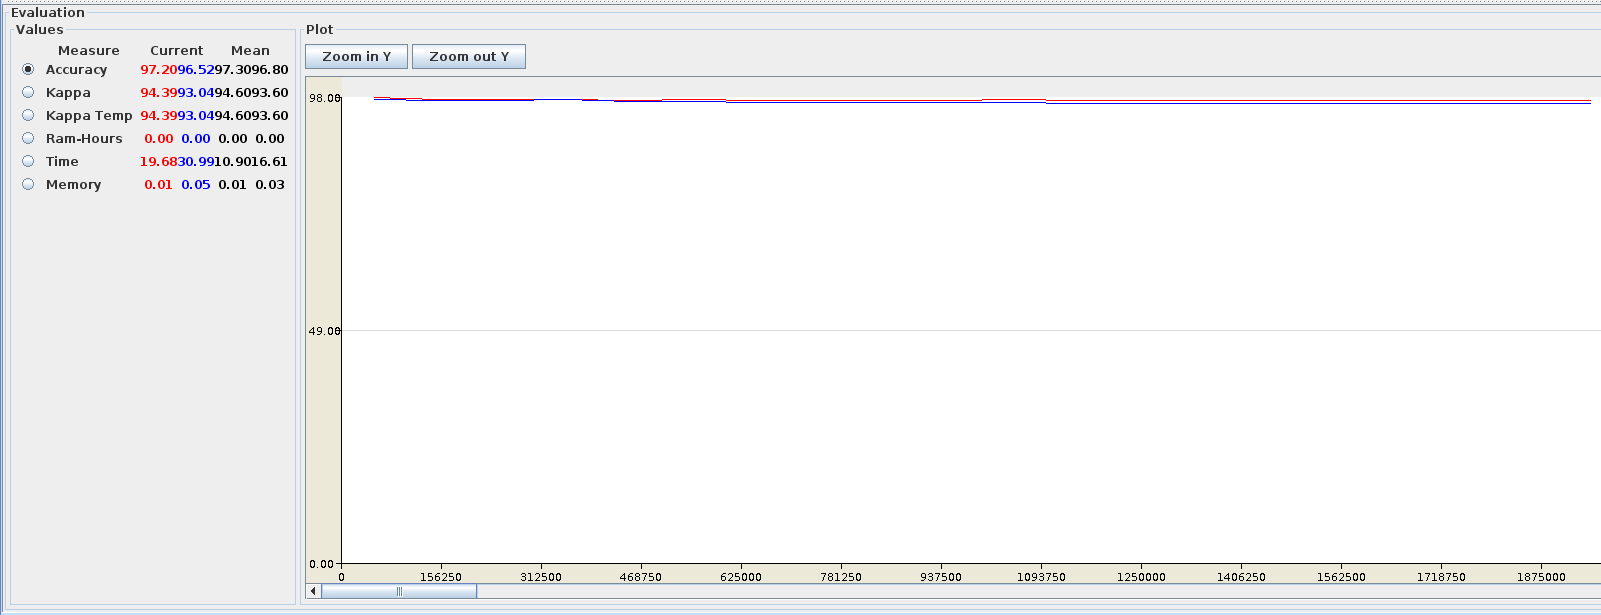 Evaluation
Values
Measure Current Mean
Accuracy 97.20 96.52 97.30 96.80
Kappa 94.39 93.04 94.60 93.60
Kappa Temp 94.39 93.04 94.60 93.60
Ram-Hours 0.00 0.00 0.00 0.00
Time 19.68 30.99 10.90 16.61
Memory 0.01 0.05 0.01 0.03
Plot
Zoom in Y Zoom out Y
98.00
49.00
0.00
0 156250 312500 468750 625000 781250 937500 1093750 1250000 1406250 1562500 1718750 1875000